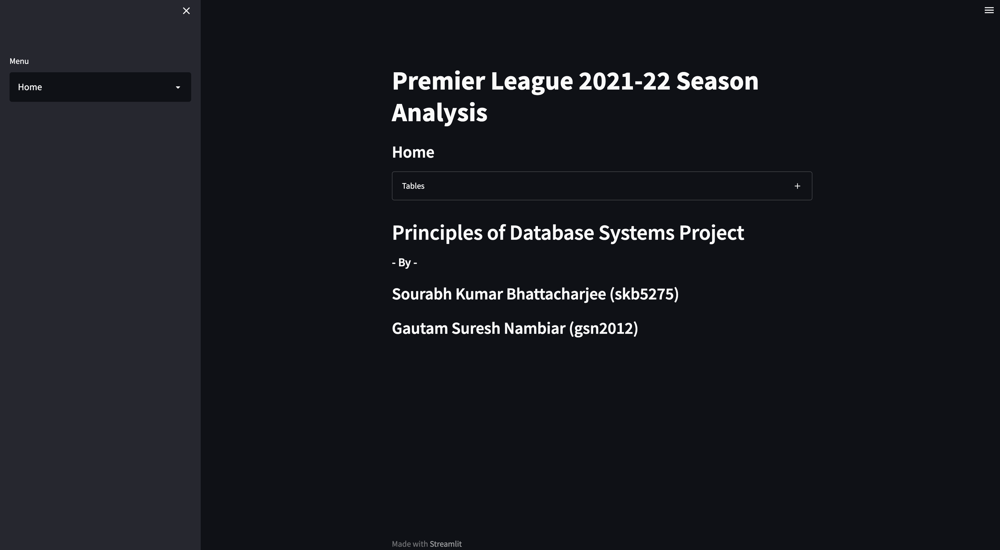 Menu
Home
Premier League 2021-22 Season
Analysis
Home
Tables
Principles of Database Systems Project
- By -
Sourabh Kumar Bhattacharjee (skb5275)
Gautam Suresh Nambiar (gsn2012)
Made with Streamlit